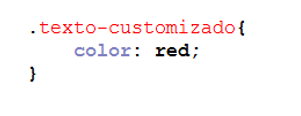 .texto-customizado{
    color: red;
}